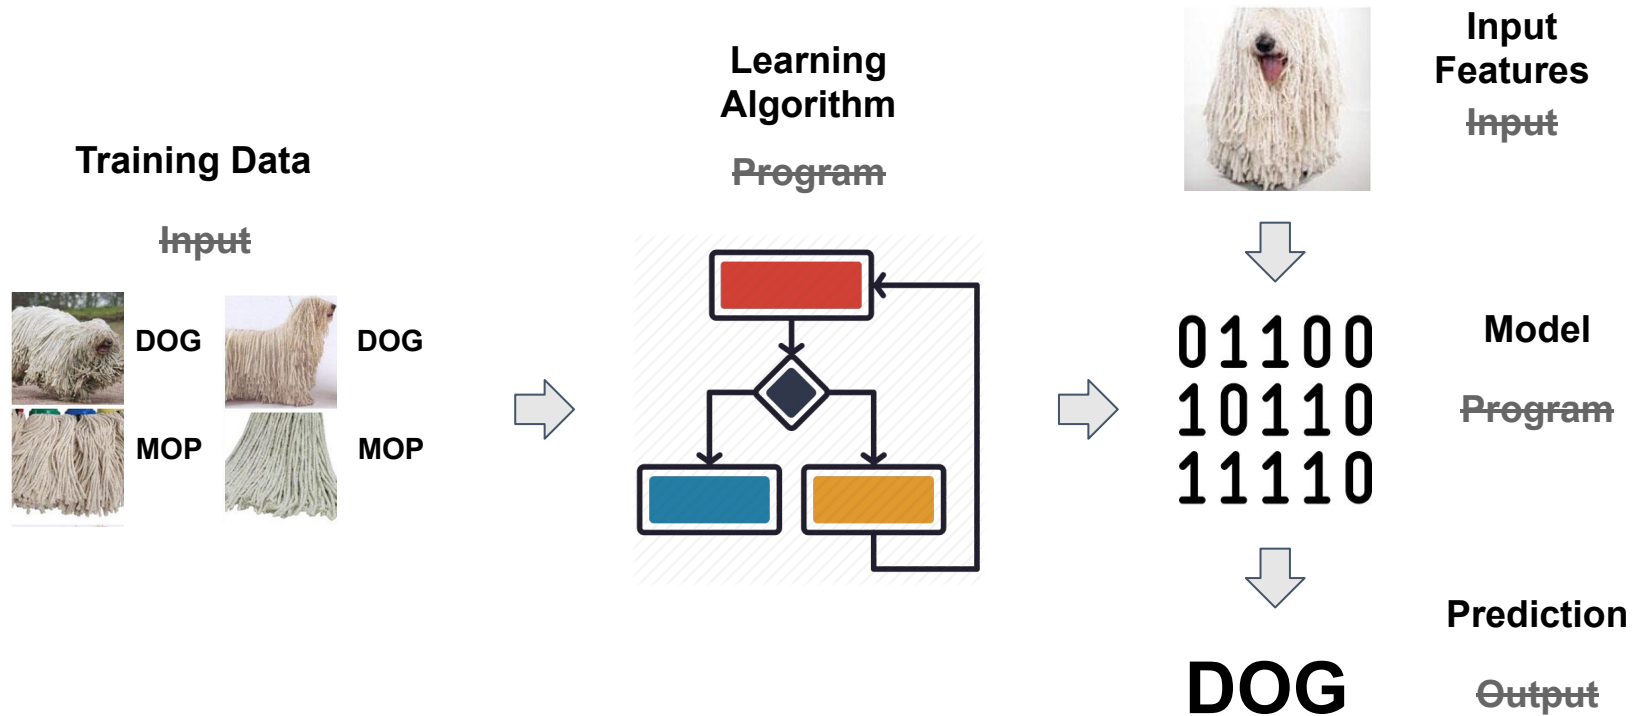 Training Data
Input
DOG
DOG
MOP
MOP
Learning
Algorithm
Program
Input
Features
Input
01100
10110
11110
Model
Program
Prediction
DOG
Output